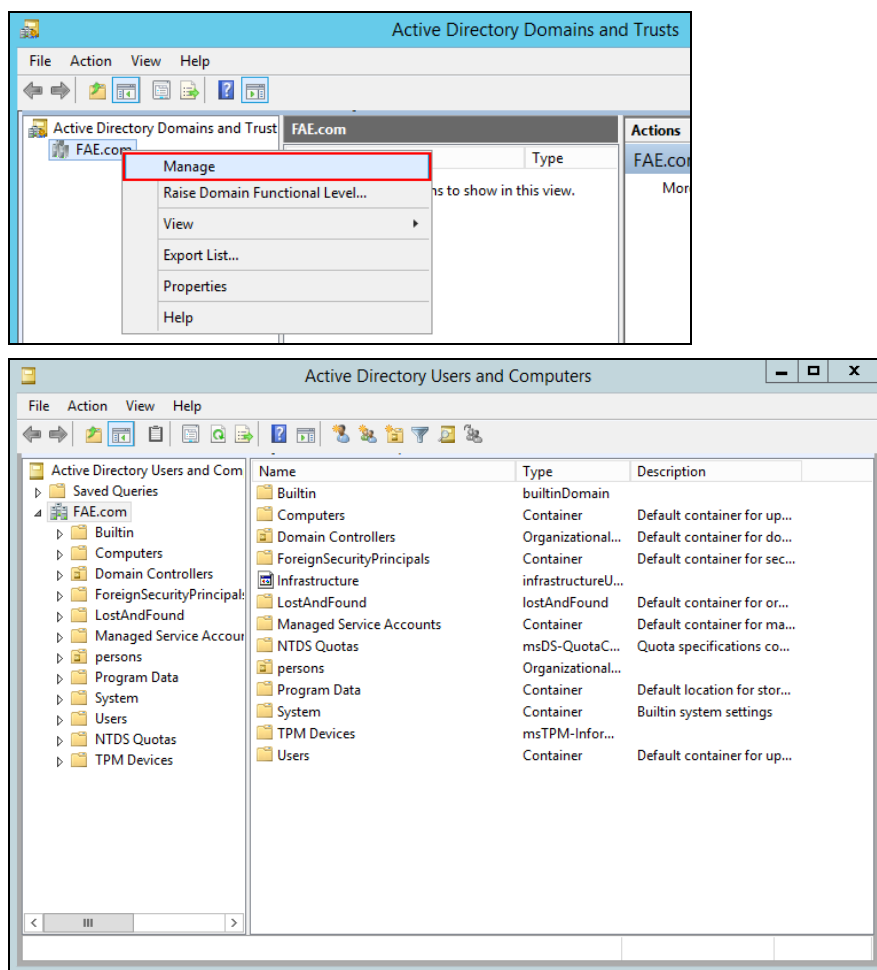 Active Directory Domains and Trusts
File Action View Help
Active Directory Domains and Trust FAE.com Actions
FAE.com Type FAE.co
Manage
Raise Domain Functional Level... ns to show in this view. Mor
View
Export List...
Properties
Help
Active Directory Users and Computers
File Action View Help
Active Directory Users and Com Name Type Description
Saved Queries Builtin builtinDomain
FAE.com Computers Container Default container for up...
Builtin Domain Controllers Organizational... Default container for do...
Computers ForeignSecurityPrincipals Container Default container for sec...
Domain Controllers Infrastructure infrastructureU...
ForeignSecurityPrincipal: LostAndFound lostAndFound Default container for or...
LostAndFound Managed Service Accounts Container Default container for ma...
Managed Service Accour NTDS Quotas msDS-QuotaC... Quota specifications co...
persons persons Organizational...
Program Data Program Data Container Default location for stor...
System System Container Builtin system settings
Users TPM Devices msTPM-Infor...
NTDS Quotas Users Container Default container for up...
TPM Devices